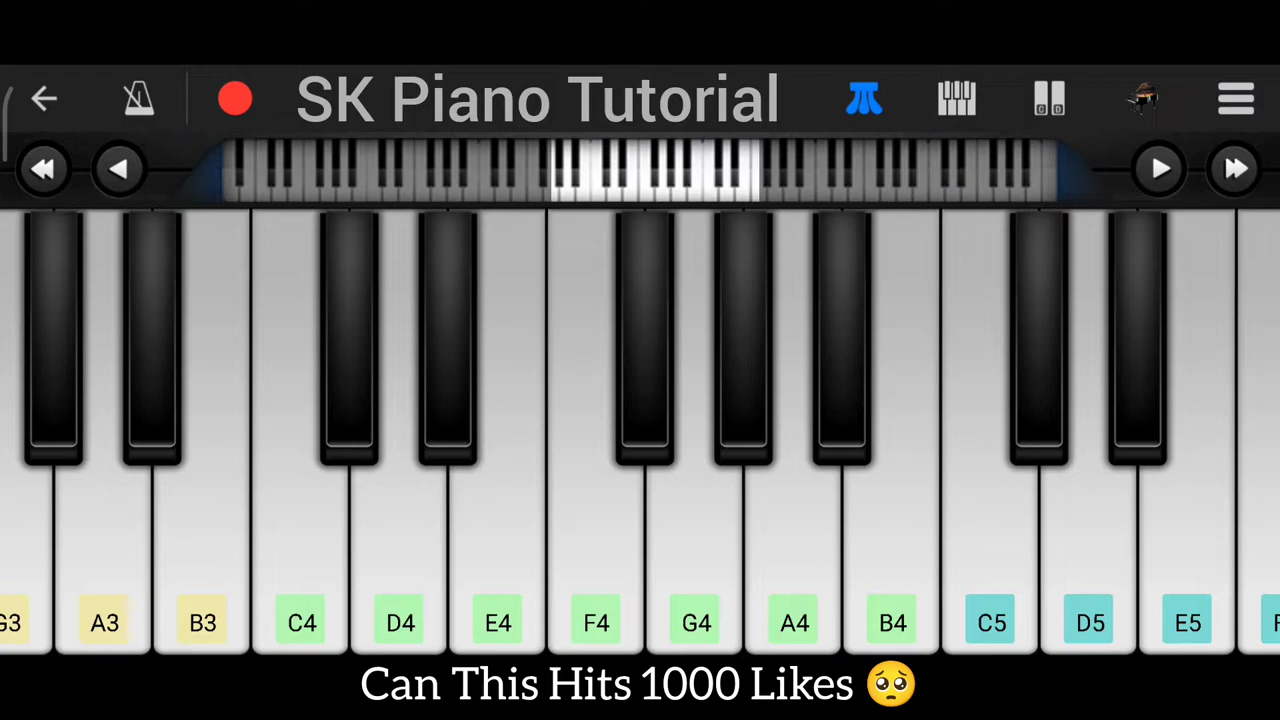 SK Piano Tutorial
C D
G3 A3 B3 C4 D4 E4 F4 G4 A4 B4 C5 D5 E5
Can This Hits 1000 Likes 🥺